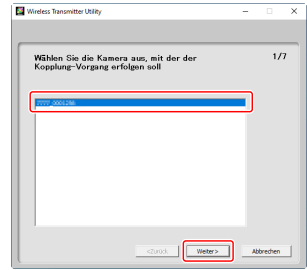 Wireless Transmitter Utility
Wählen Sie die Kamera aus, mit der der
Kopplung-Vorgang erfolgen soll
1/7
<Zurück
Weiter>
Abbrechen